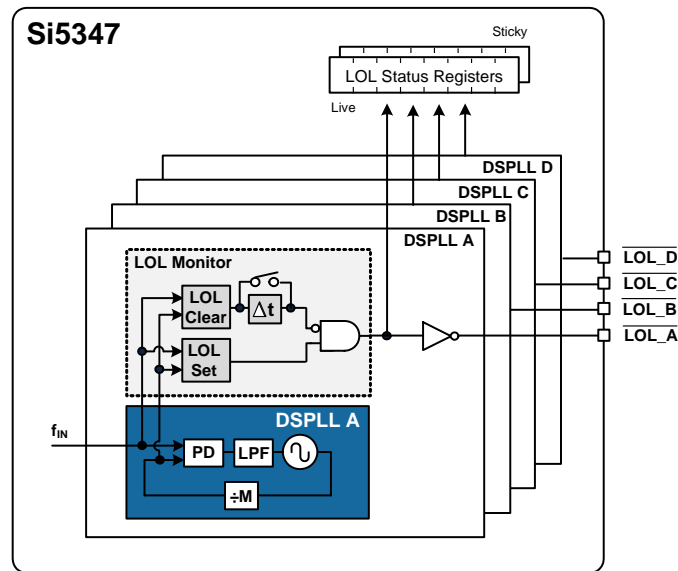 Si5347
Sticky
LOL Status Registers
Live
DSPLL D
DSPLL C
DSPLL B
DSPLL A
LOL Monitor
LOL
Clear
Δt
LOL
Set
LOL_D
LOL_C
LOL_B
LOL_A
DSPLL A
fIN
PD
LPF
÷M